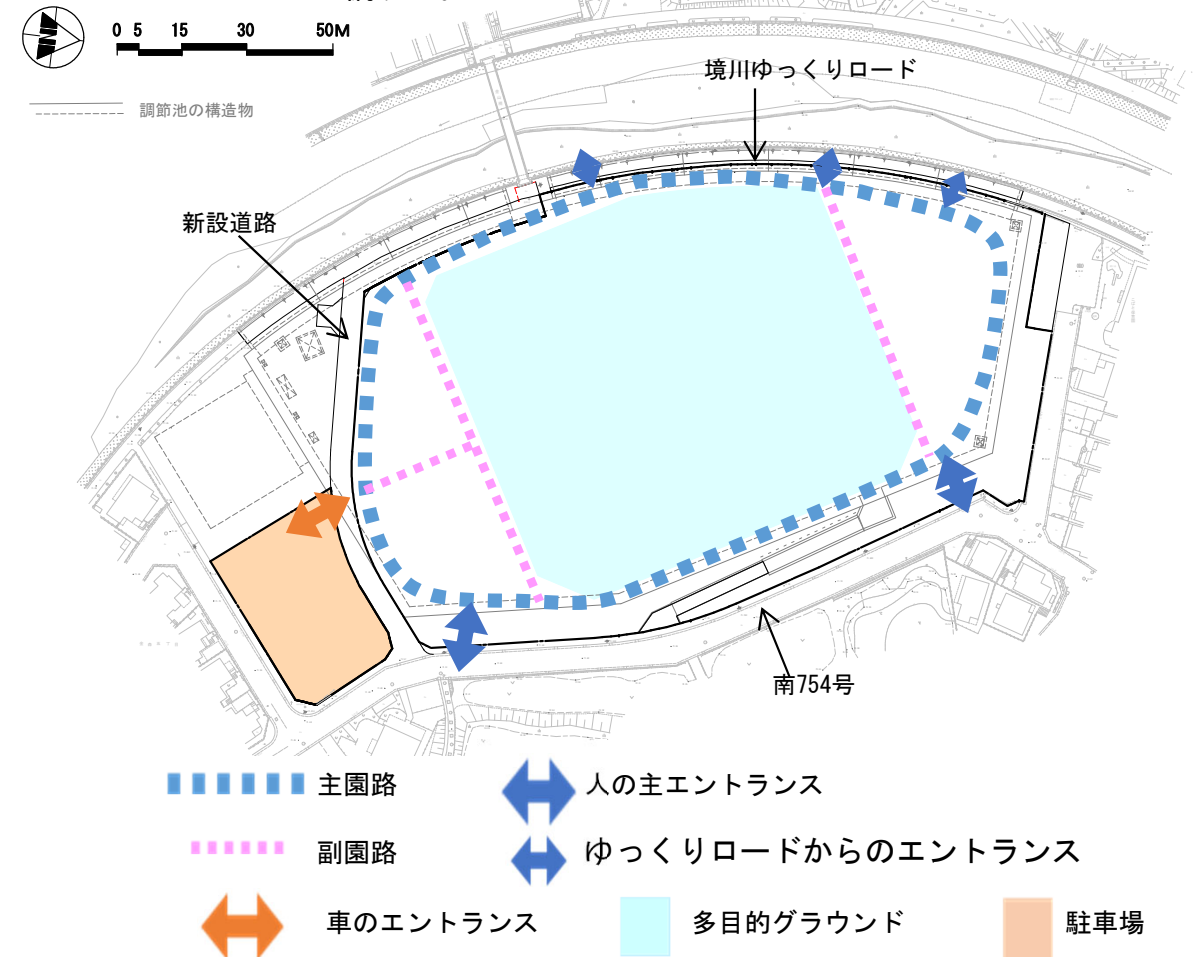 0 5 15 30 50M
調節池の構造物
境川ゆっくりロード
新設道路
南754号
主園路
人の主エントランス
副園路
ゆっくりロードからのエントランス
車のエントランス
多目的グラウンド
駐車場